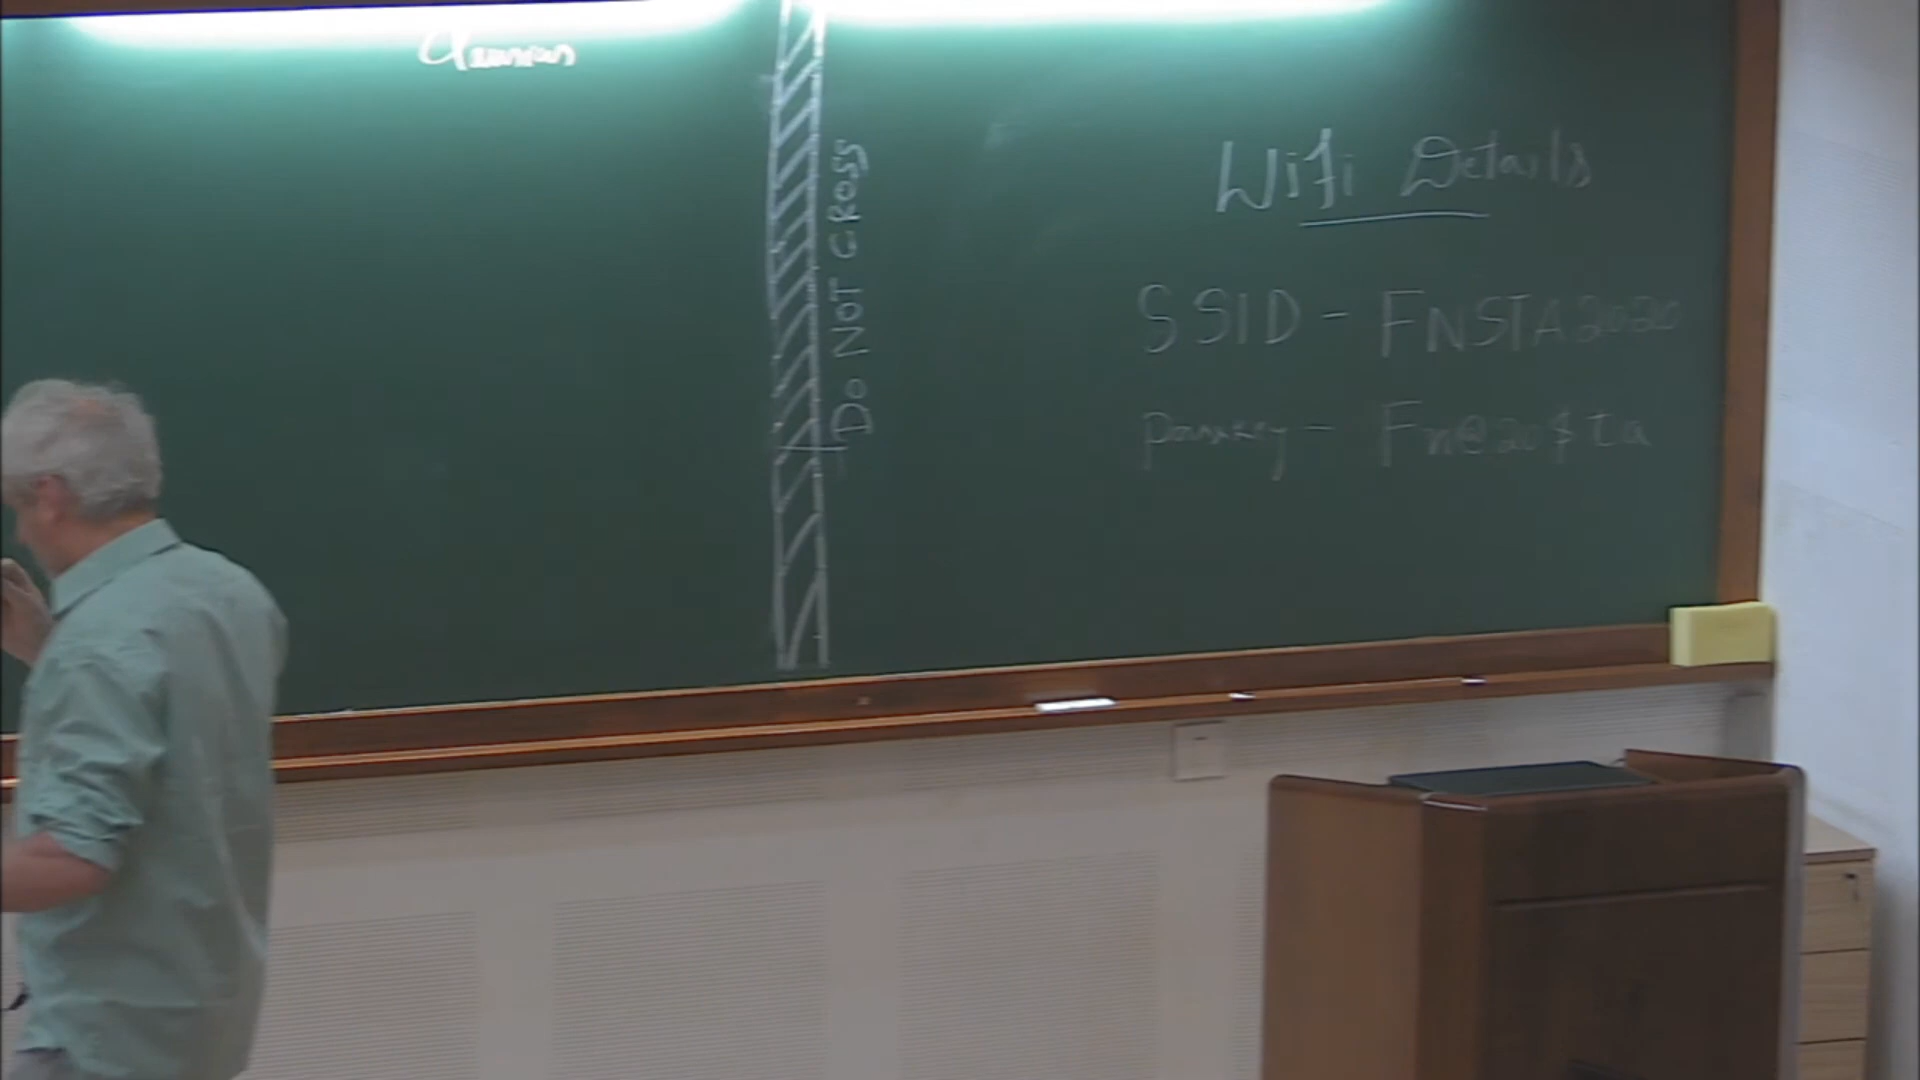 DO NOT CROSS
WiFi Details
SSID - FNSTA2020
passkey - Fn@20$ta